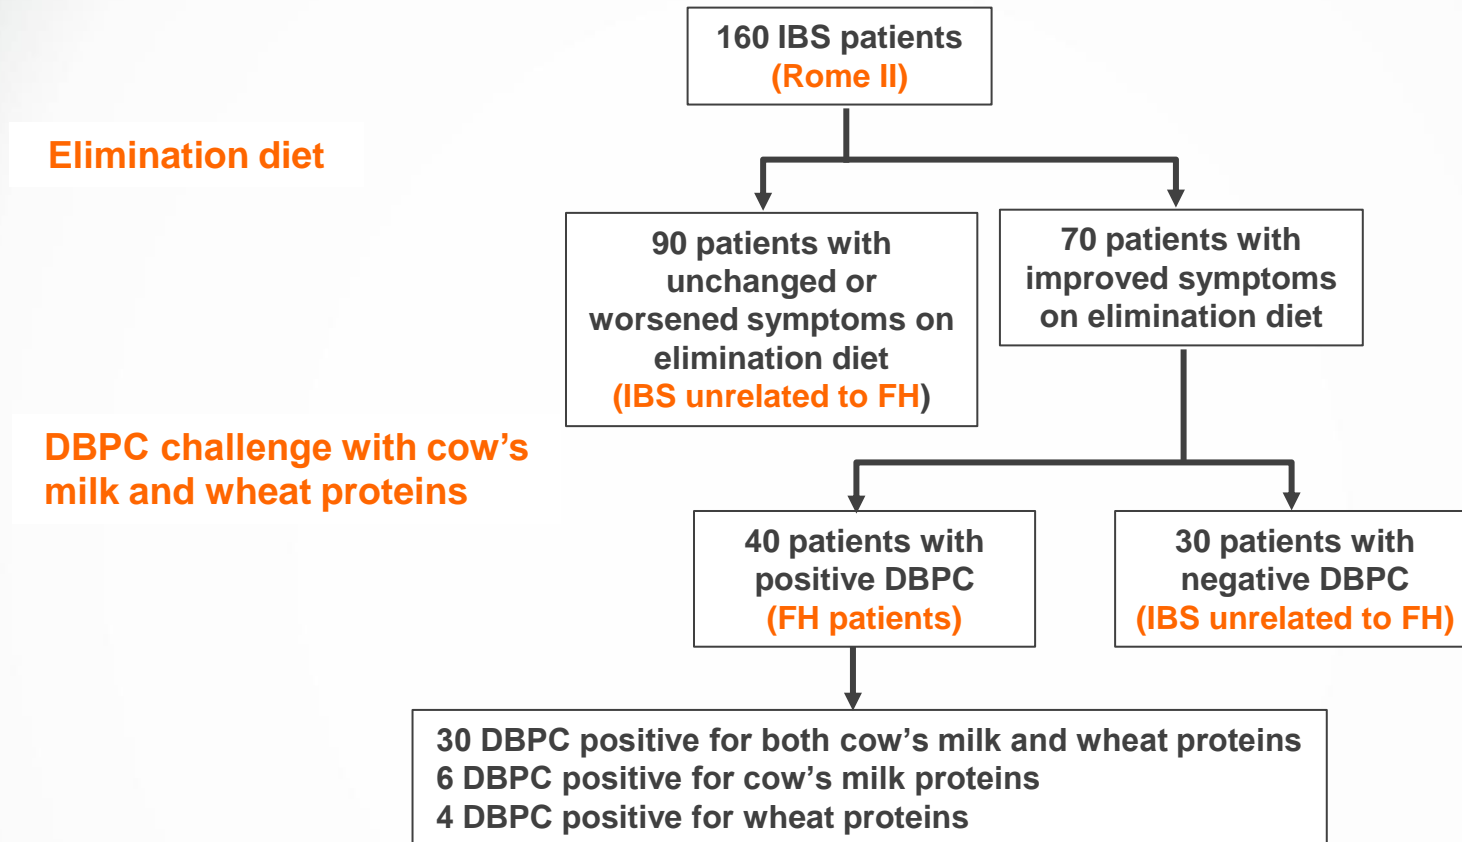 160 IBS patients
(Rome II)
Elimination diet
90 patients with
unchanged or
worsened symptoms on
elimination diet
(IBS unrelated to FH)
70 patients with
improved symptoms
on elimination diet
DBPC challenge with cow’s
milk and wheat proteins
40 patients with
positive DBPC
(FH patients)
30 patients with
negative DBPC
(IBS unrelated to FH)
30 DBPC positive for both cow’s milk and wheat proteins
6 DBPC positive for cow’s milk proteins
4 DBPC positive for wheat proteins